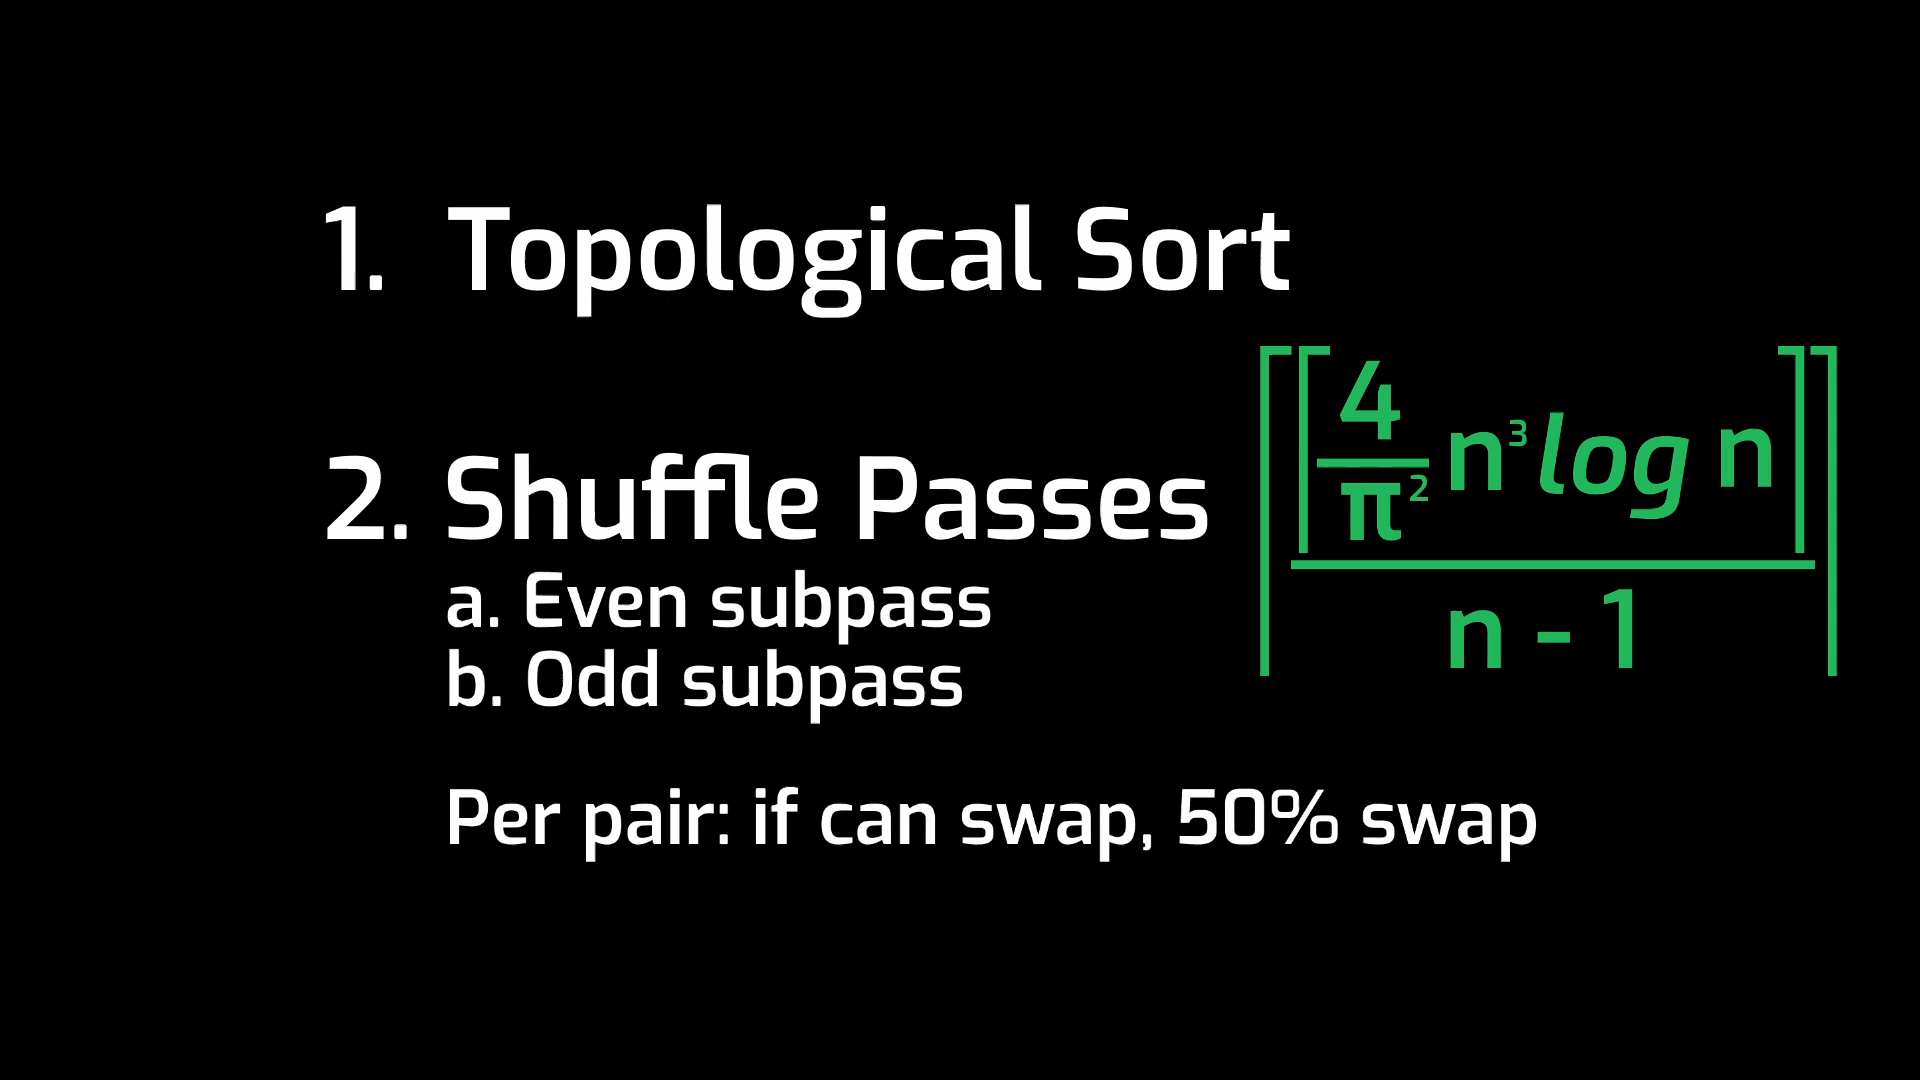 1. Topological Sort
2. Shuffle Passes
a. Even subpass
b. Odd subpass
⌈⌈4/π² n³ log n⌉ / n - 1⌉
Per pair: if can swap, 50% swap